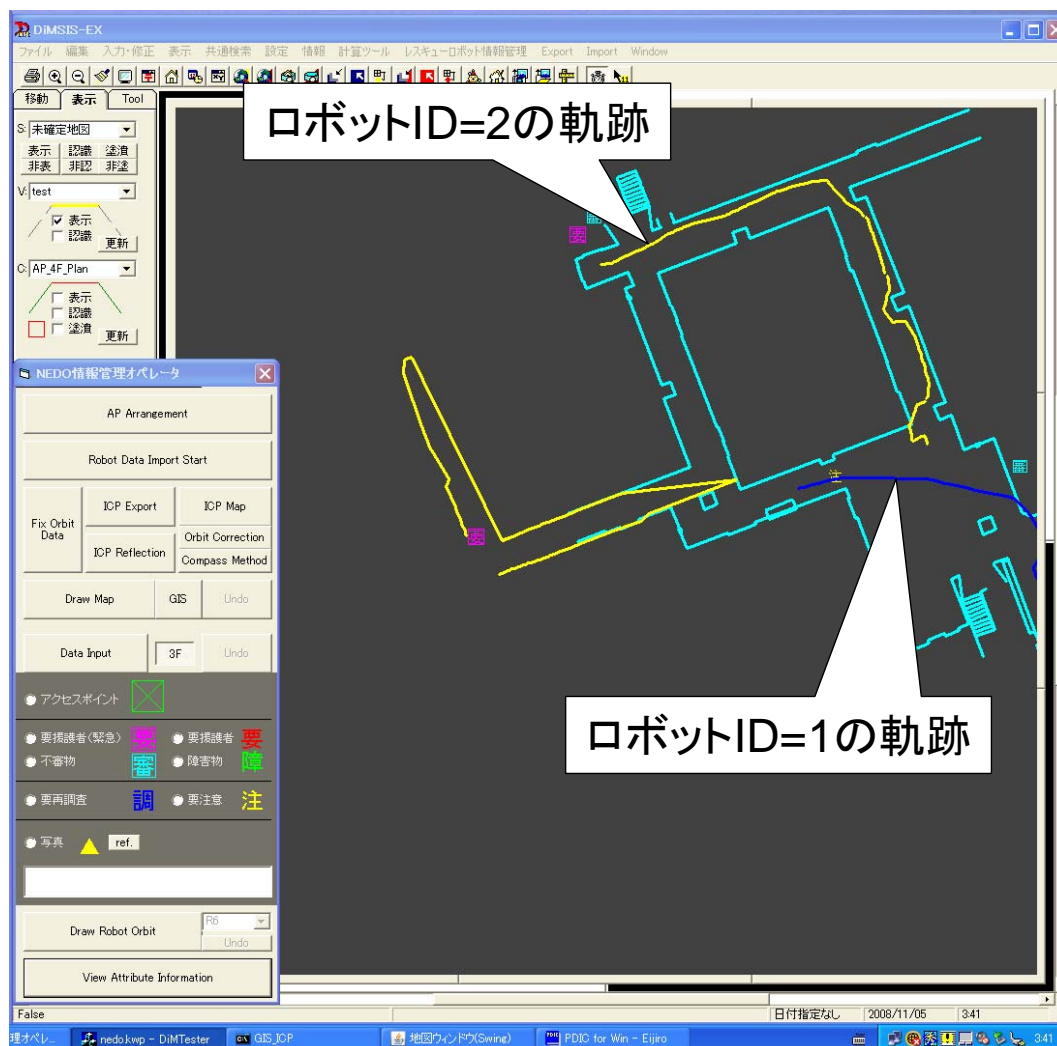 DiMSIS-EX
ファイル 編集 入力・修正 表示 共通検索 設定 情報 計算ツール レスキューロボット情報管理 Export Import Window
移動 表示 Tool
S: 未確定地図
表示 認識 塗潰
非表 非認 非塗
V: test
表示
認識 更新
C: AP_4F_Plan
表示
認識
塗潰 更新
ロボットID=2の軌跡
審
要
注
審
要
ロボットID=1の軌跡
NEDO情報管理オペレータ
AP Arrangement
Robot Data Import Start
Fix Orbit Data
ICP Export ICP Map
ICP Reflection
Orbit Correction
Compass Method
Draw Map GIS Undo
Data Input 3F Undo
アクセスポイント
要援護者(緊急) 要 要援護者 要
不審物 審 障害物 障
要再調査 調 要注意 注
写真 ref.
Draw Robot Orbit R6
Undo
View Attribute Information
False 日付指定なし 2008/11/05 3:41
理オペレ... nedo.kwp - DiMTester GIS_ICP 地図ウィンドウ(Swing) PDIC for Win - Eijiro 3:41